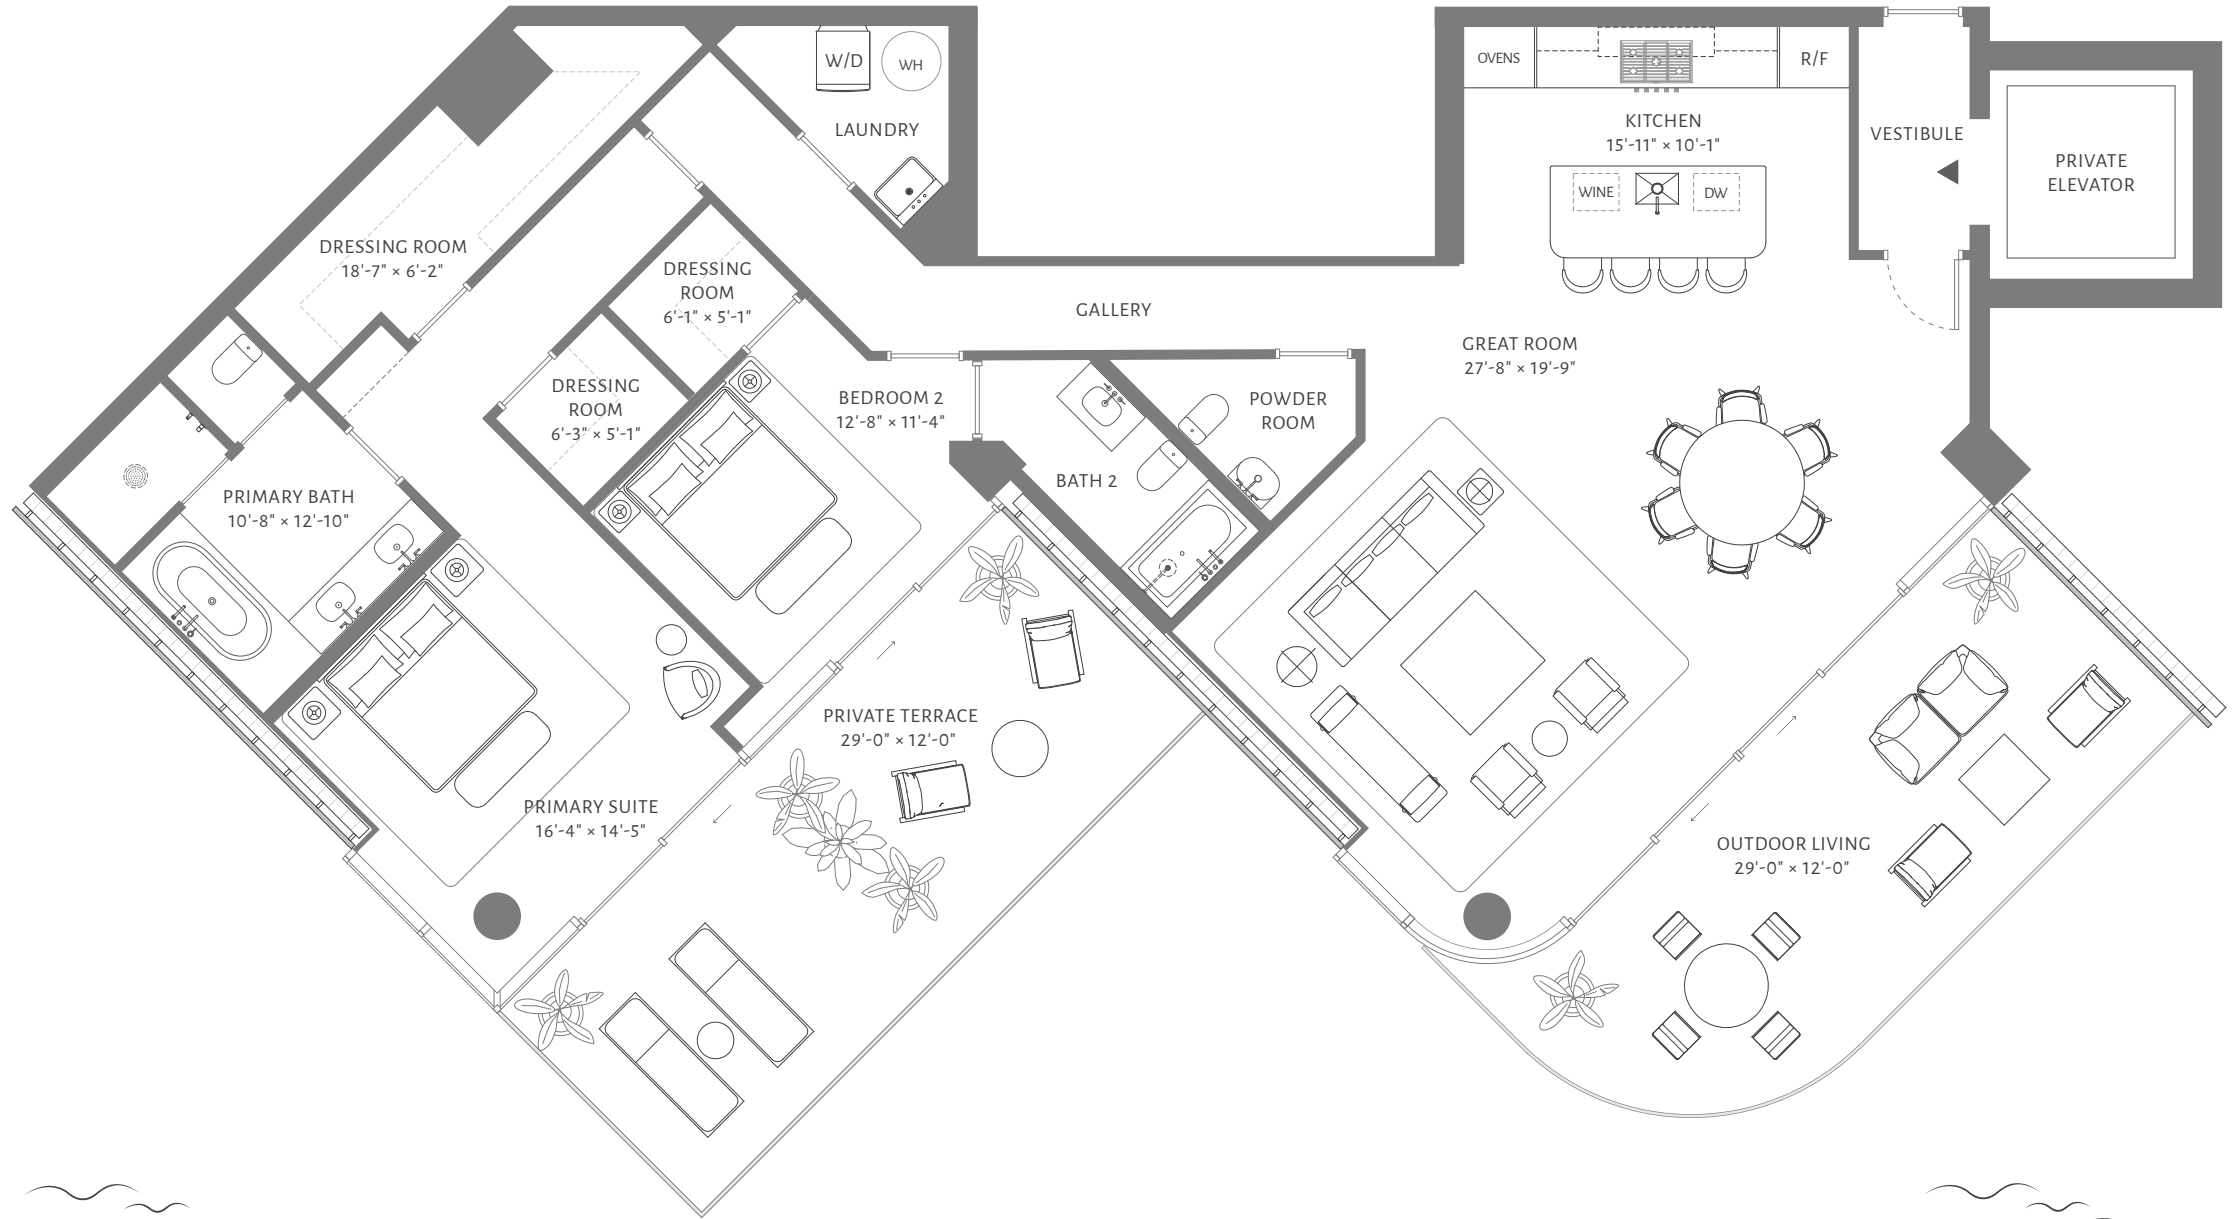 W/D
WH
LAUNDRY
OVENS
R/F
KITCHEN
15'-11" × 10'-1"
WINE
DW
VESTIBULE
PRIVATE
ELEVATOR
DRESSING ROOM
18'-7" × 6'-2"
DRESSING
ROOM
6'-1" × 5'-1"
GALLERY
GREAT ROOM
27'-8" × 19'-9"
DRESSING
ROOM
6'-3" × 5'-1"
BEDROOM 2
12'-8" × 11'-4"
POWDER
ROOM
BATH 2
PRIMARY BATH
10'-8" × 12'-10"
PRIVATE TERRACE
29'-0" × 12'-0"
PRIMARY SUITE
16'-4" × 14'-5"
OUTDOOR LIVING
29'-0" × 12'-0"